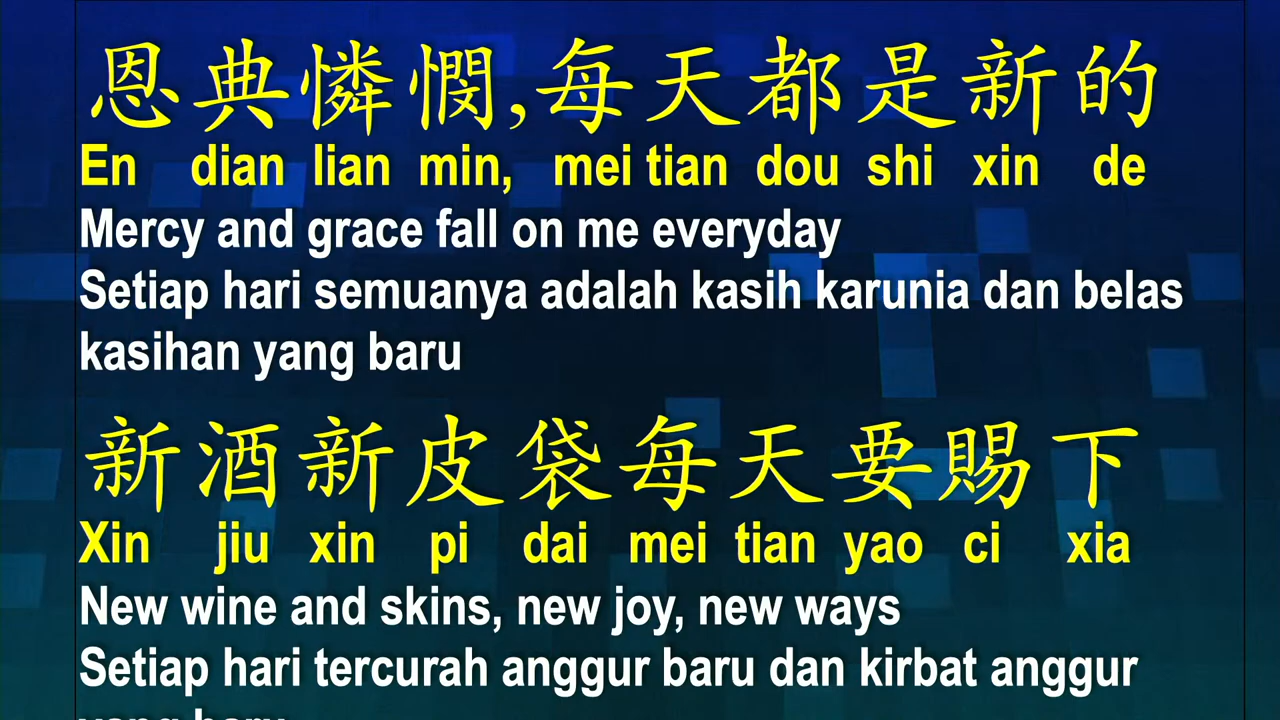 恩典憐憫,每天都是新的
En dian lian min, mei tian dou shi xin de
Mercy and grace fall on me everyday
Setiap hari semuanya adalah kasih karunia dan belas
kasihan yang baru
新酒新皮袋每天要賜下
Xin jiu xin pi dai mei tian yao ci xia
New wine and skins, new joy, new ways
Setiap hari tercurah anggur baru dan kirbat anggur
yang baru